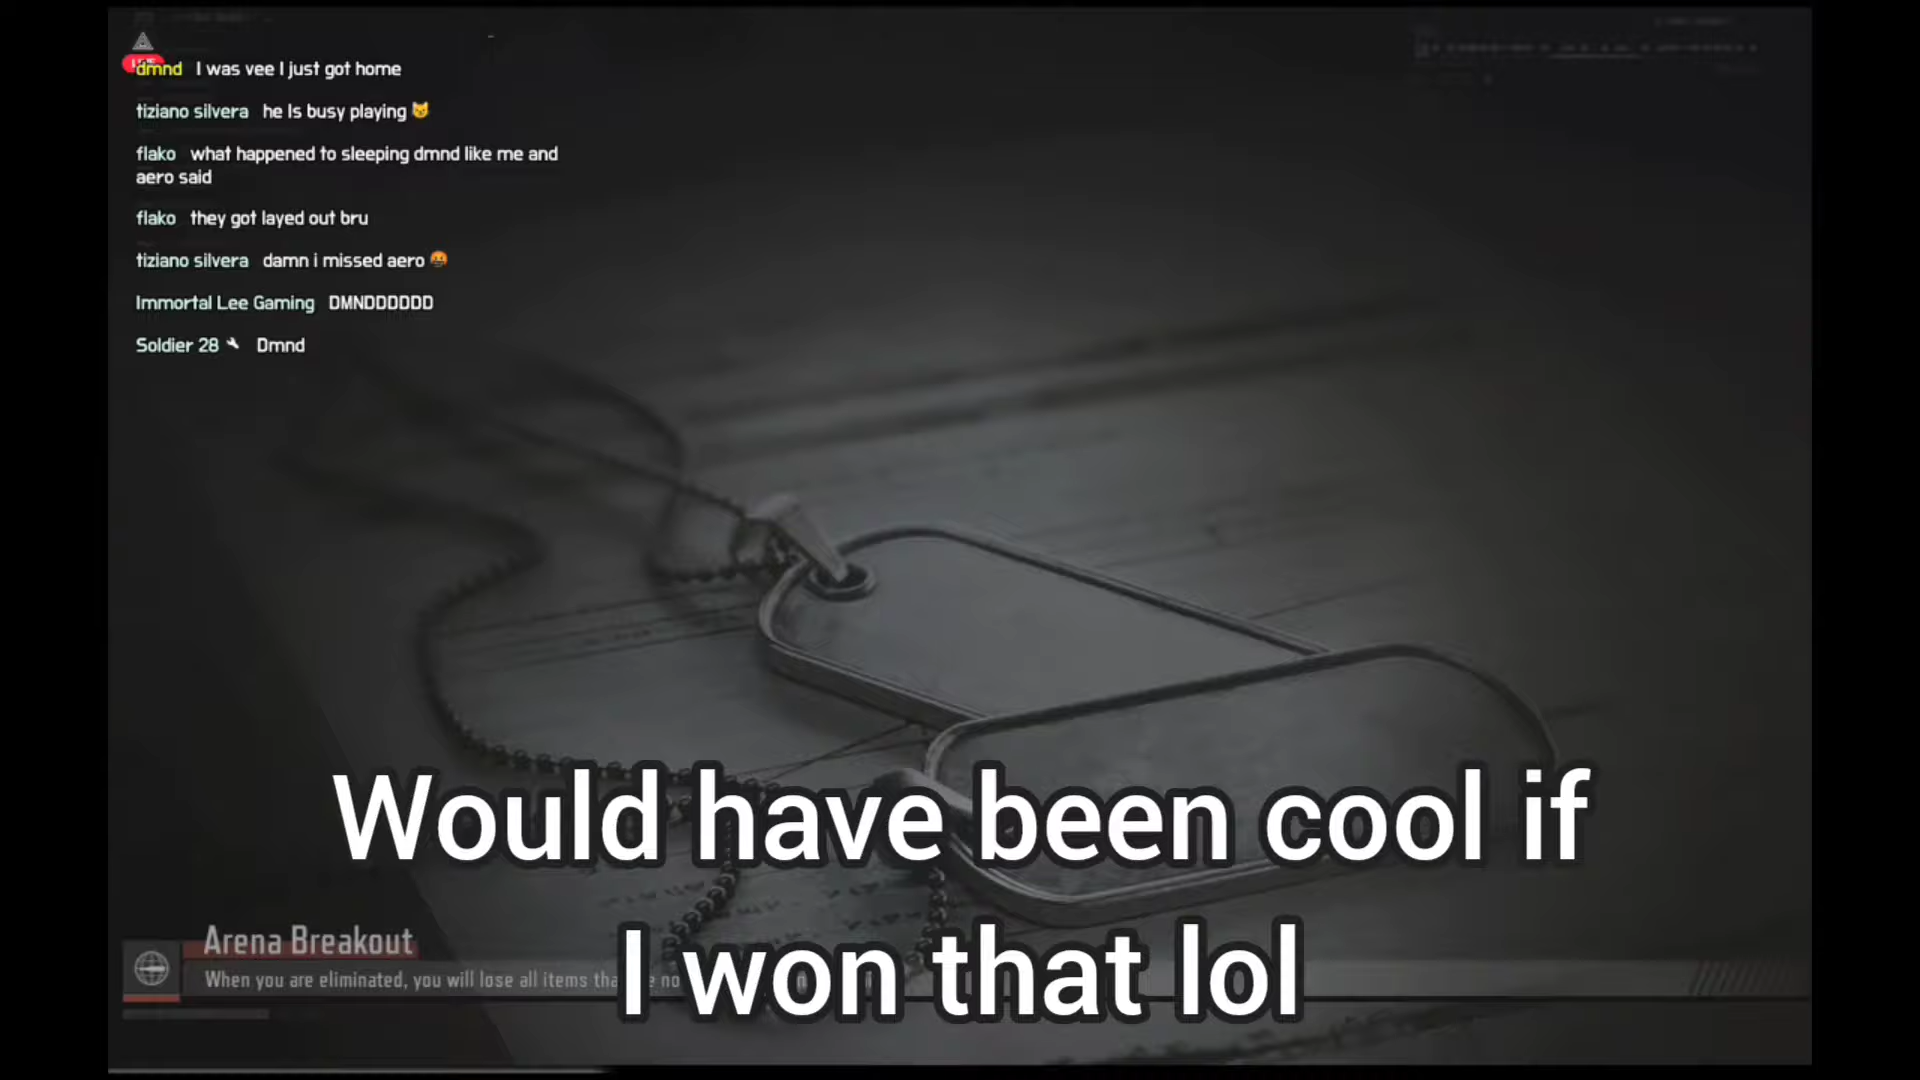 dmnd I was vee I just got home
tiziano silvera he Is busy playing
flako what happened to sleeping dmnd like me and
aero said
flako they got layed out bru
tiziano silvera damn i missed aero
Immortal Lee Gaming DMNDDDDDD
Soldier 28 Dmnd
Would have been cool if
I won that lol
Arena Breakout
When you are eliminated, you will lose all items